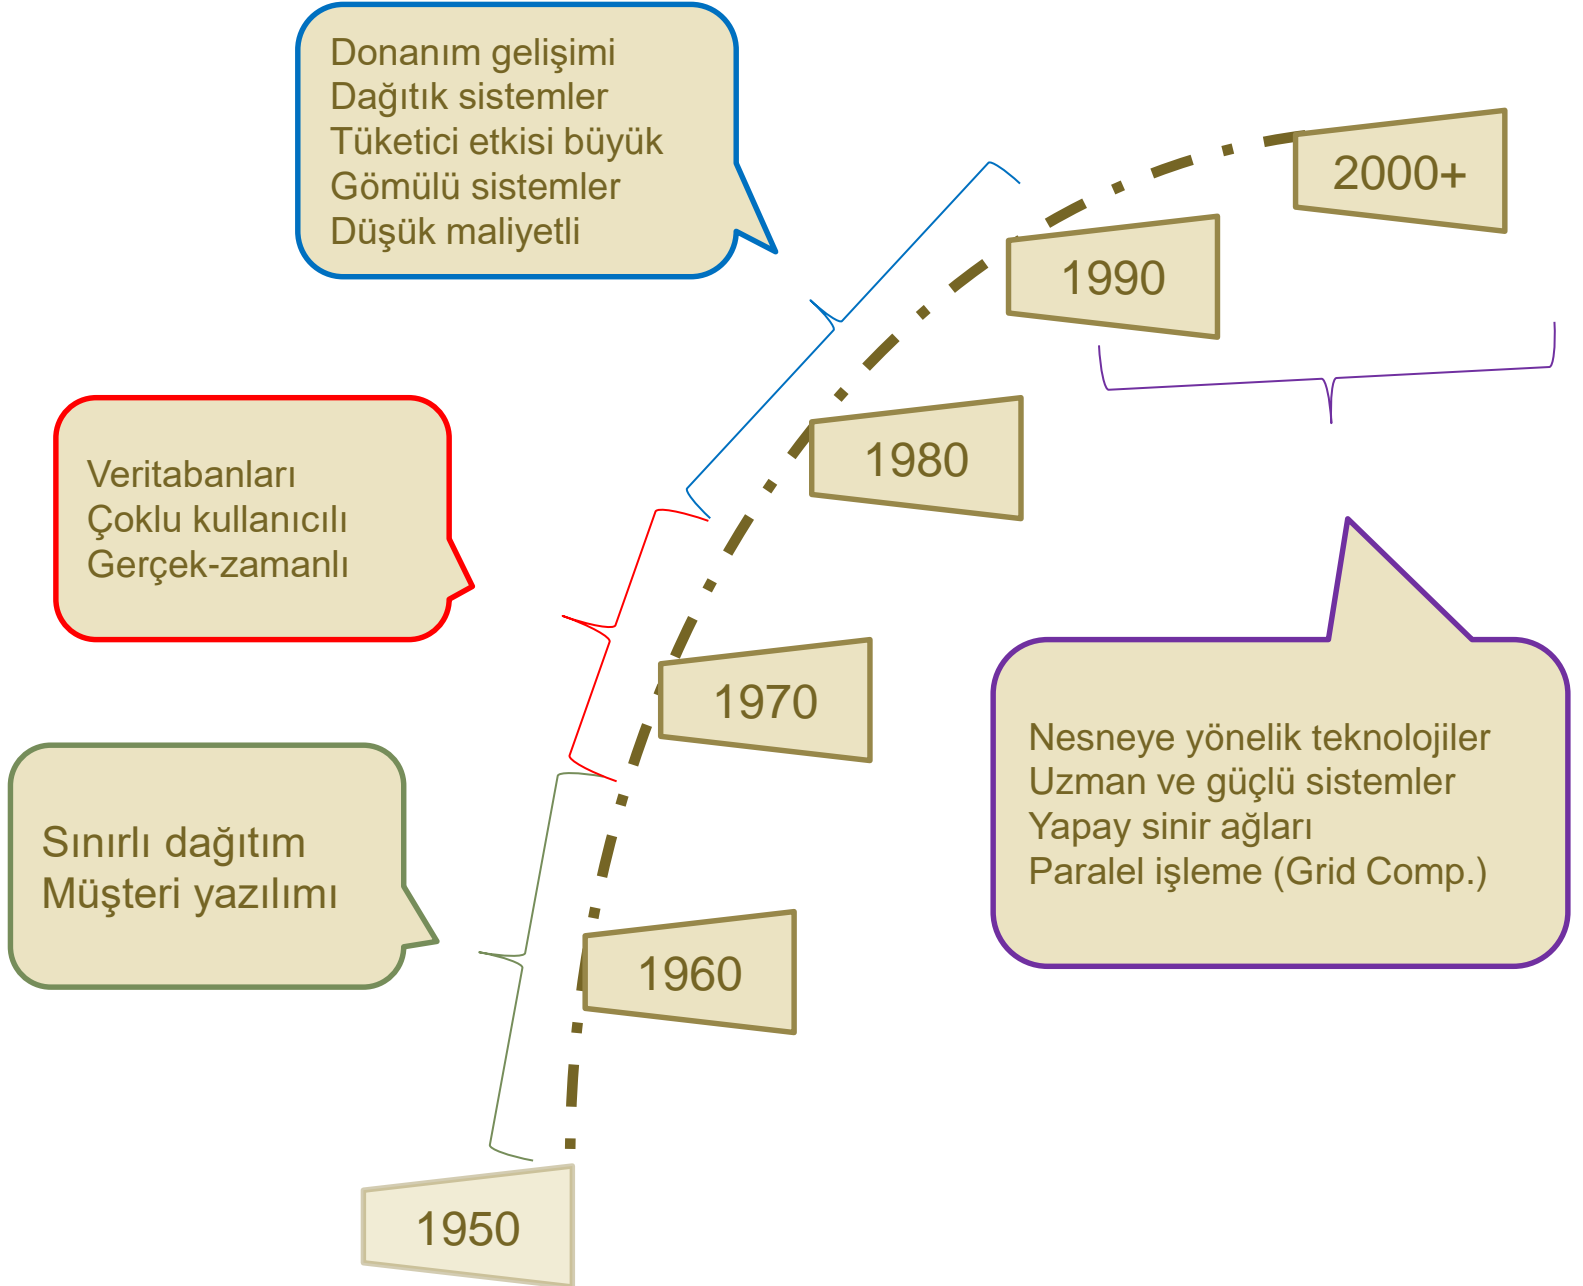 Donanım gelişimi
Dağıtık sistemler
Tüketici etkisi büyük
Gömülü sistemler
Düşük maliyetli
2000+
1990
1980
Veritabanları
Çoklu kullanıcılı
Gerçek-zamanlı
1970
Nesneye yönelik teknolojiler
Uzman ve güçlü sistemler
Yapay sinir ağları
Paralel işleme (Grid Comp.)
Sınırlı dağıtım
Müşteri yazılımı
1960
1950